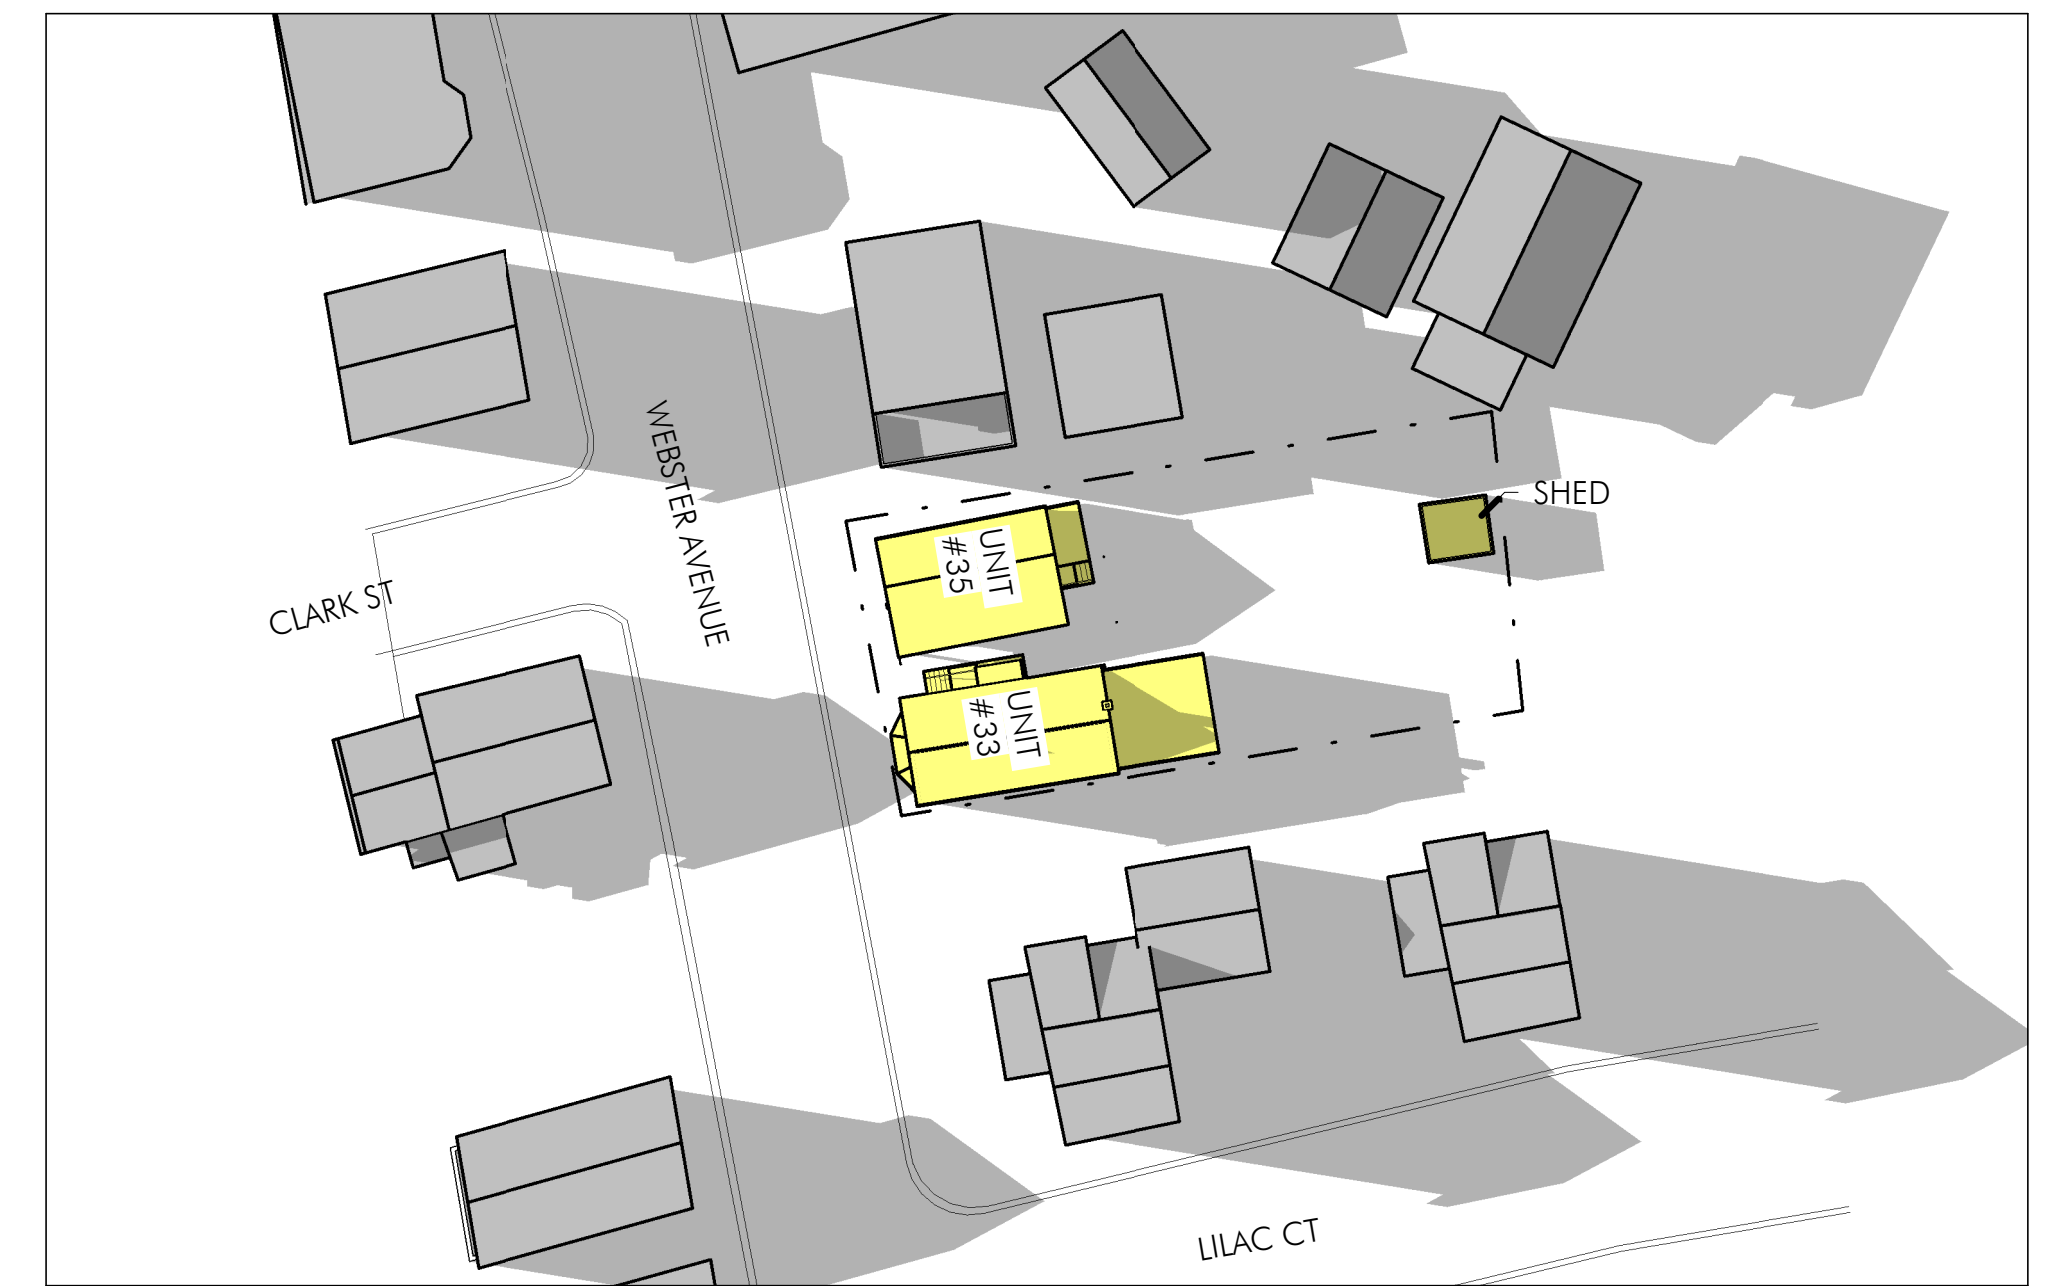 WEBSTER AVENUE
SHED
UNIT
#35
CLARK ST
UNIT
#33
LILAC CT